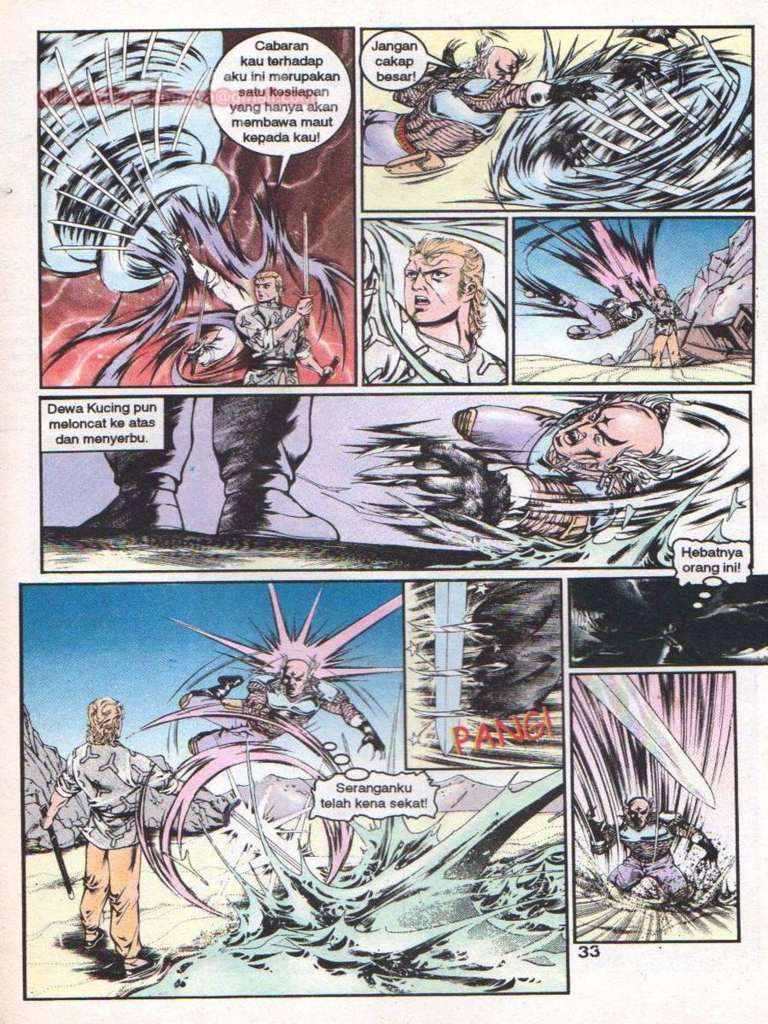 Cabaran
kau terhadap
aku ini merupakan
satu kesilapan
yang hanya akan
membawa maut
kepada kau!
Jangan
cakap
besar!
Dewa Kucing pun
meloncat ke atas
dan menyerbu.
Hebatnya
orang ini!
PANG!
Seranganku
telah kena sekat!
33